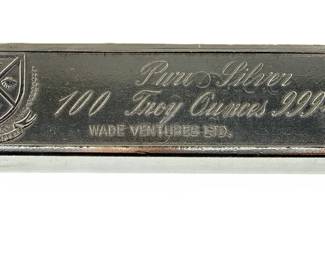 Pure Silver
100 Troy Ounces 999
WADE VENTURES LTD.